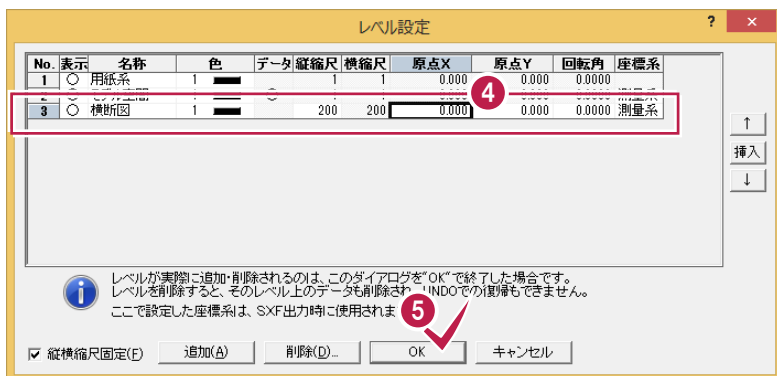 レベル設定
? ×
No. 表示 名称 色 データ 縦縮尺 横縮尺 原点X 原点Y 回転角 座標系
1 ○ 用紙系 1 1 1 0.000 0.000 0.0000
4
3 ○ 横断図 1 200 200 0.000 0.000 0.0000 測量系
↑
挿入
↓
レベルが実際に追加・削除されるのは、このダイアログを"OK"で終了した場合です。
レベルを削除すると、そのレベル上のデータも削除され UNDOでの復帰もできません。
ここで設定した座標系は、SXF出力時に使用されま
5
縦横縮尺固定(F) 追加(A) 削除(D)... OK キャンセル